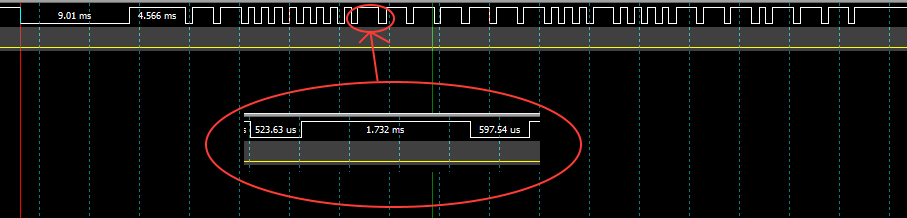 9.01 ms 4.566 ms
523.63 us 1.732 ms 597.54 us